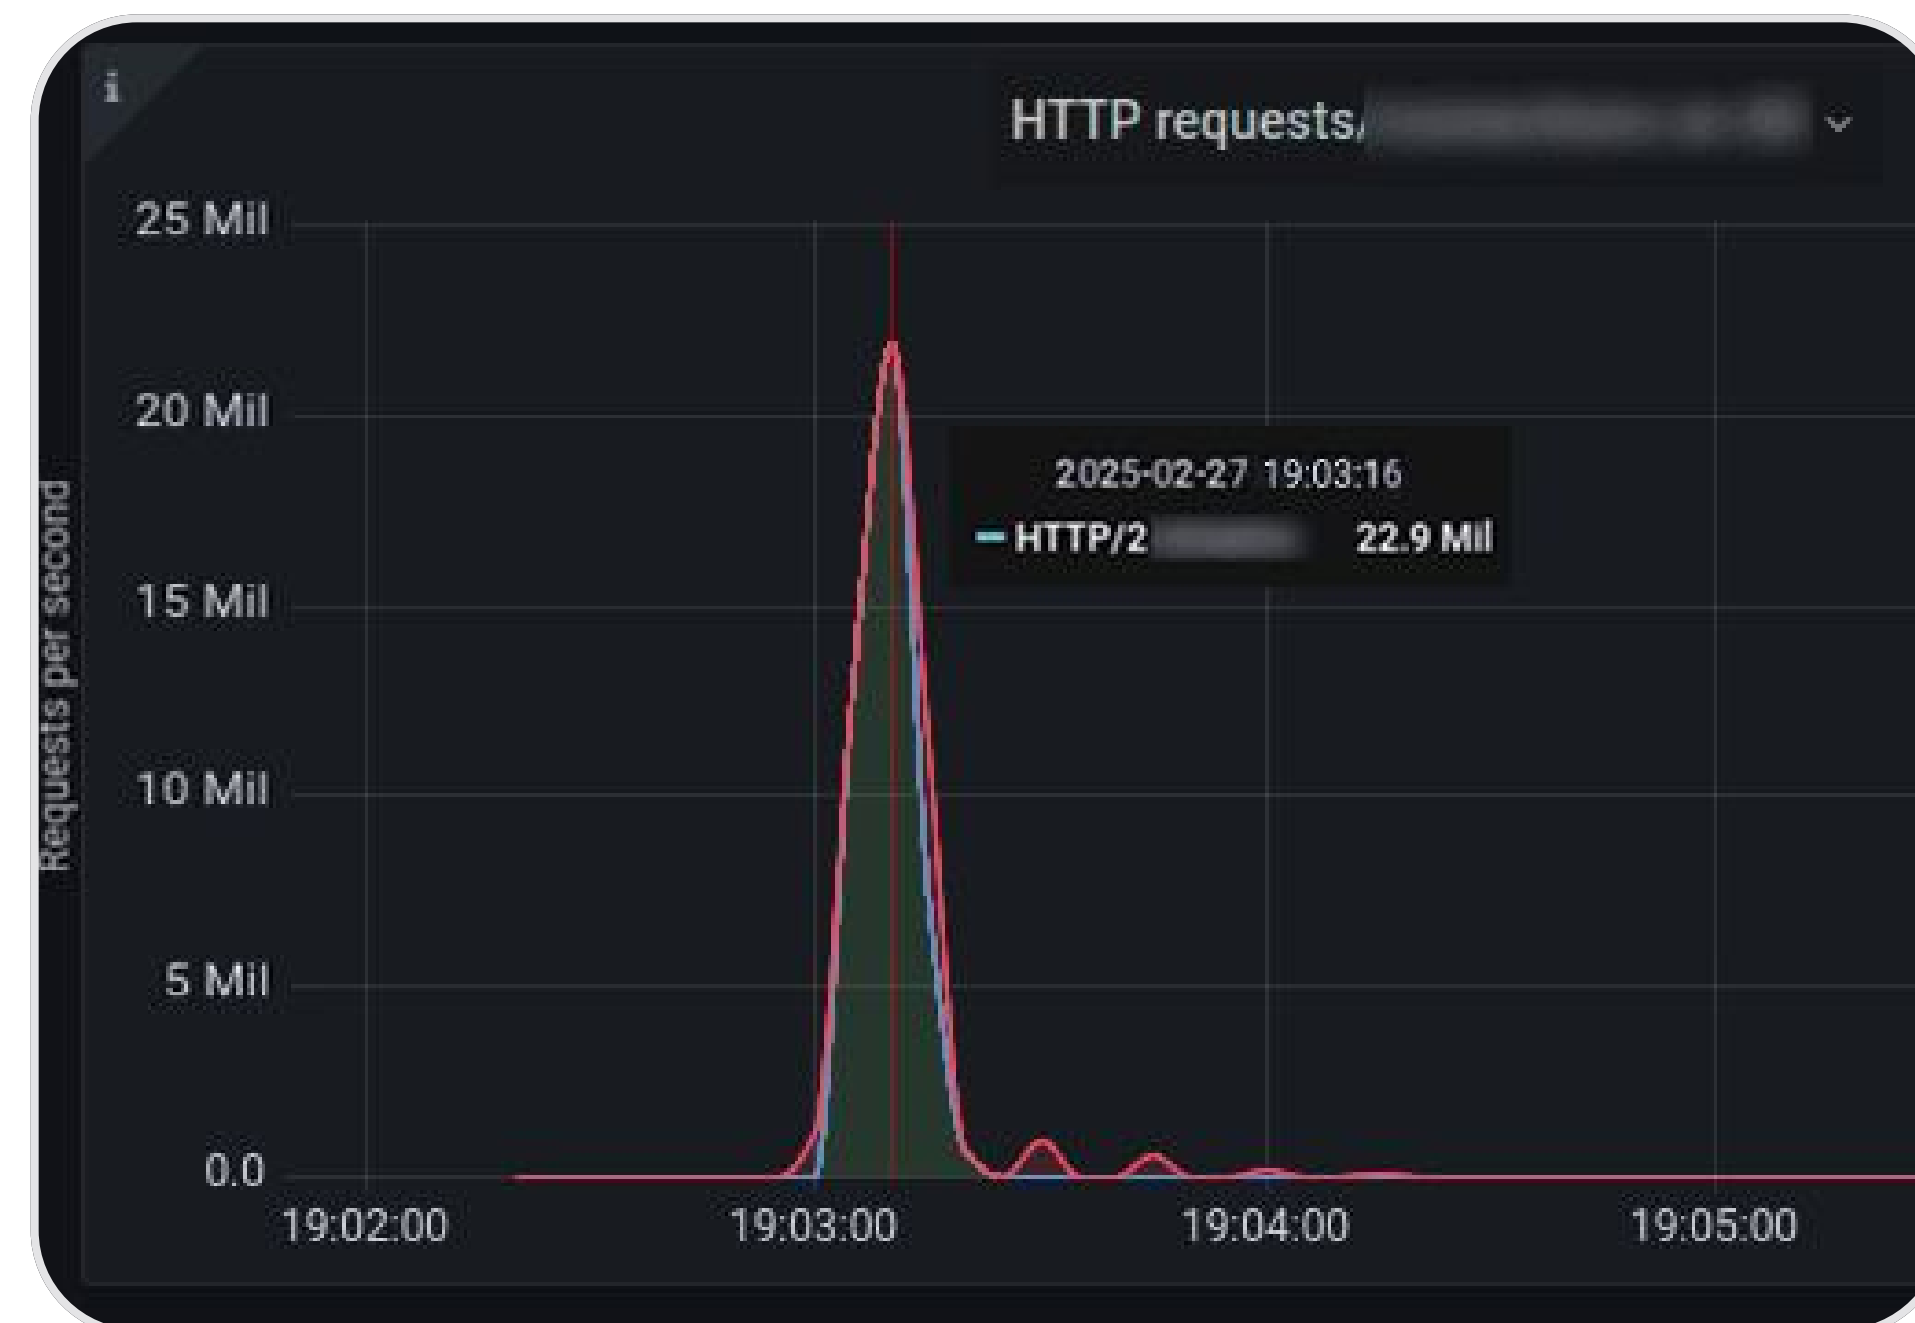 i
HTTP requests/
25 Mil
20 Mil
15 Mil
10 Mil
5 Mil
0.0
Requests per second
2025-02-27 19:03:16
HTTP/2 22.9 Mil
19:02:00 19:03:00 19:04:00 19:05:00